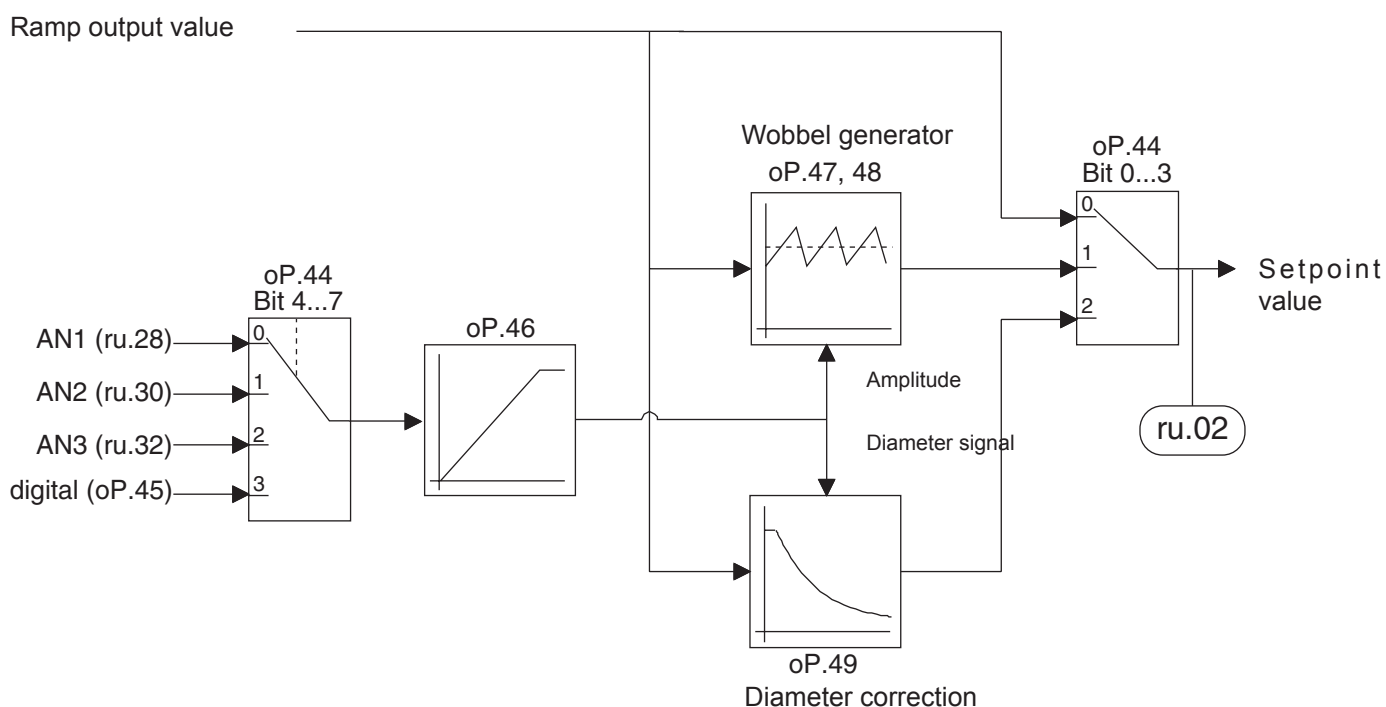 Ramp output value
Wobbel generator
oP.47, 48
oP.44
Bit 0...3
0
1
2
Setpoint
value
ru.02
oP.44
Bit 4...7
AN1 (ru.28)
0
AN2 (ru.30)
1
AN3 (ru.32)
2
digital (oP.45)
3
oP.46
Amplitude
Diameter signal
oP.49
Diameter correction